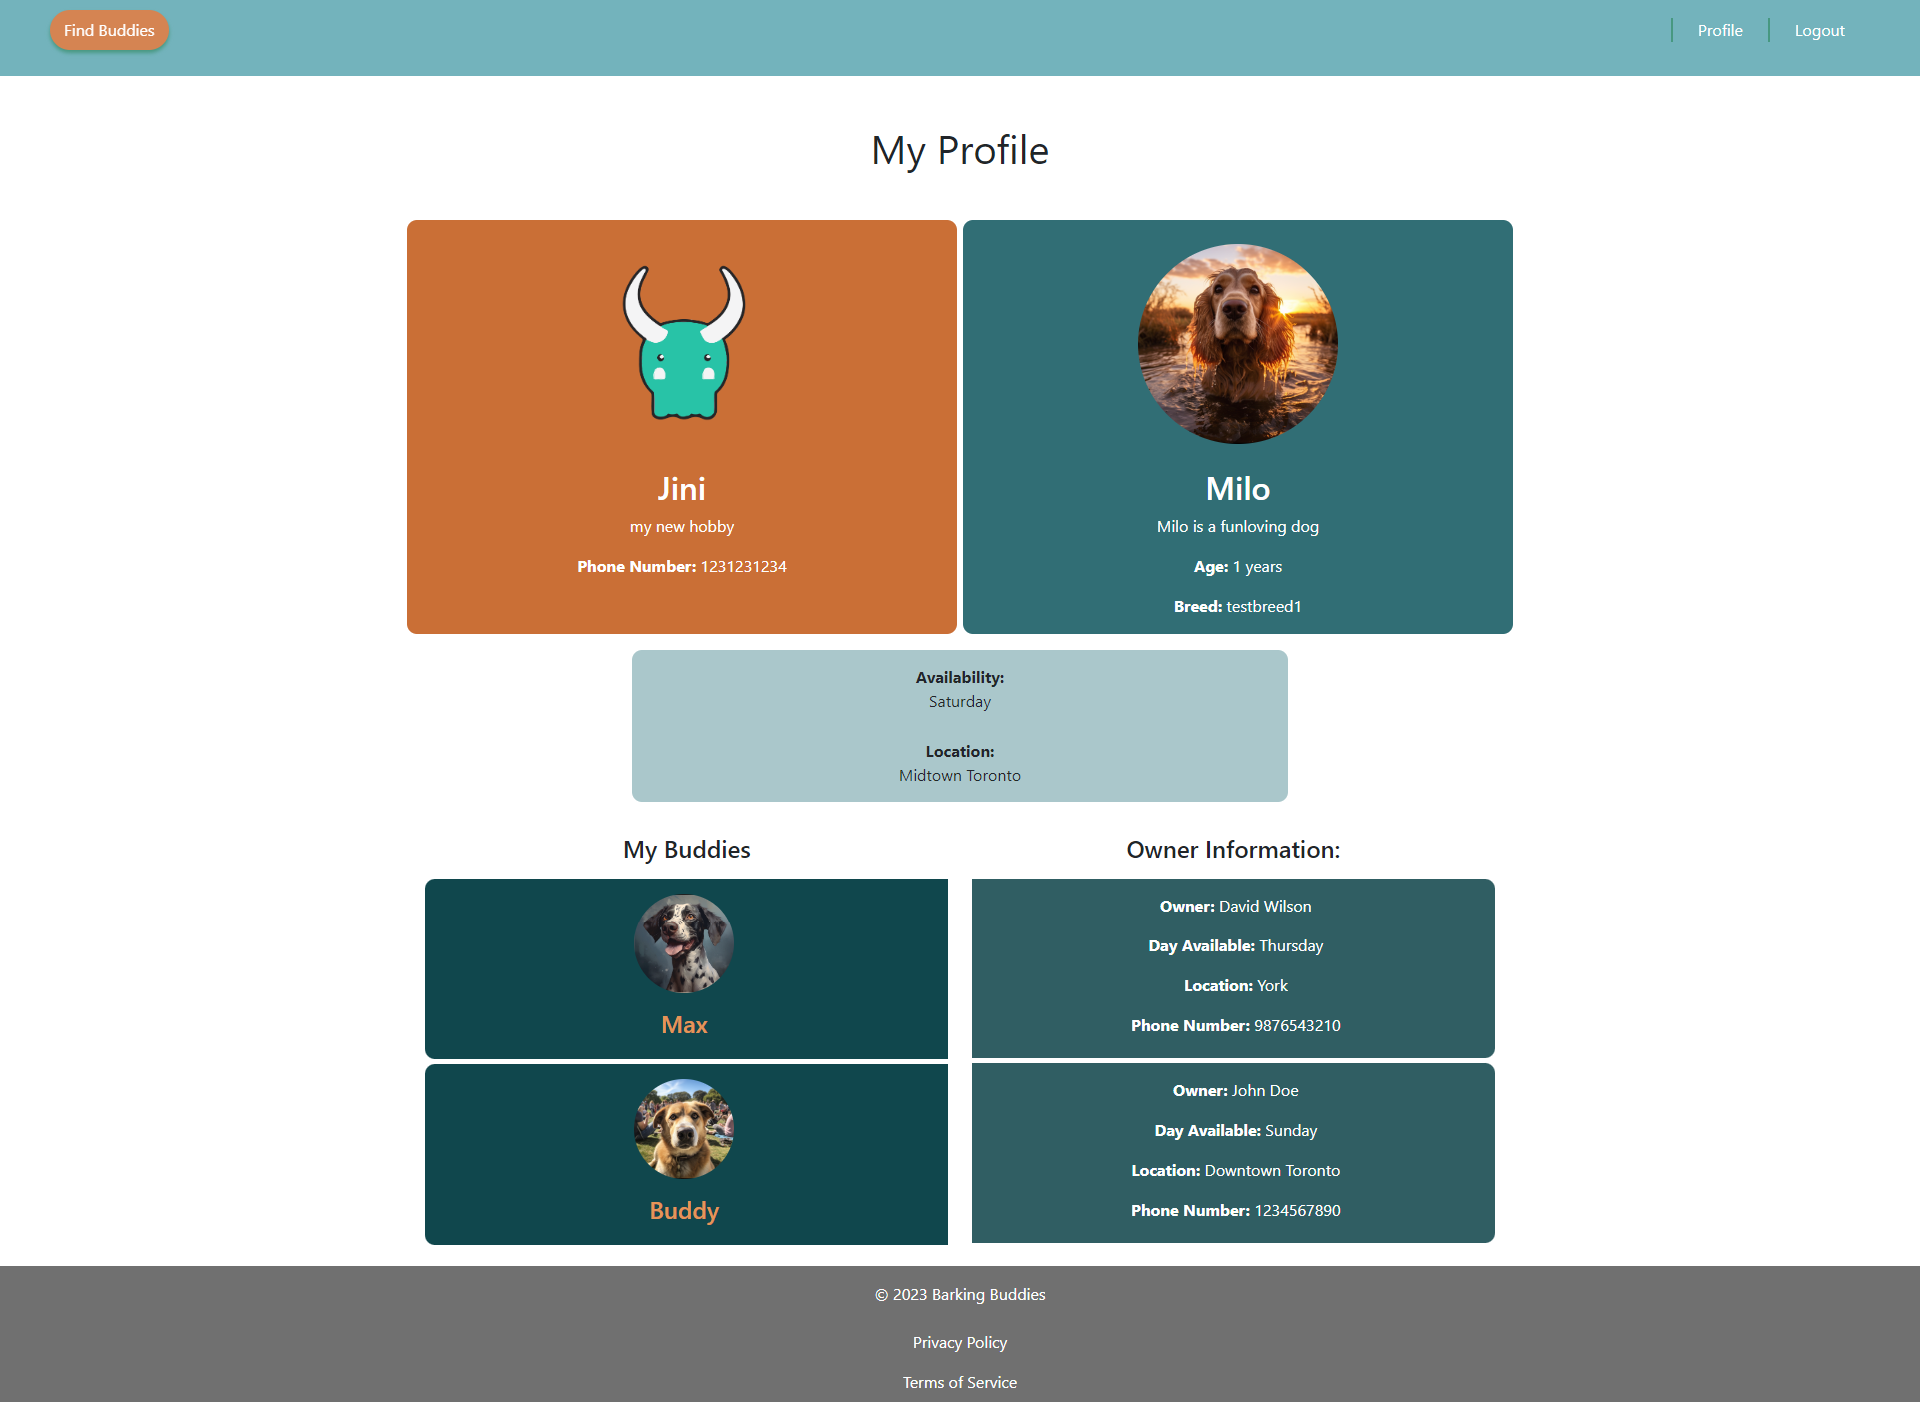 Find Buddies
Profile
Logout
My Profile
Jini
my new hobby
Phone Number: 1231231234
Milo
Milo is a funloving dog
Age: 1 years
Breed: testbreed1
Availability:
Saturday
Location:
Midtown Toronto
My Buddies
Owner Information:
Max
Owner: David Wilson
Day Available: Thursday
Location: York
Phone Number: 9876543210
Buddy
Owner: John Doe
Day Available: Sunday
Location: Downtown Toronto
Phone Number: 1234567890
© 2023 Barking Buddies
Privacy Policy
Terms of Service